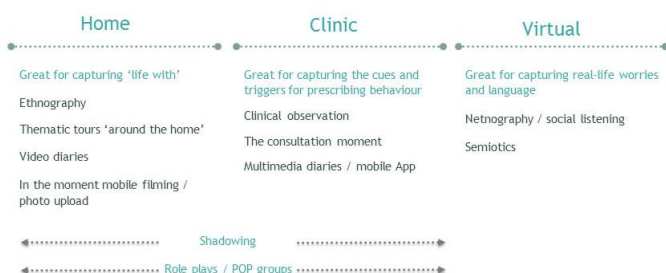 Home
Great for capturing ‘life with’
Ethnography
Thematic tours ‘around the home’
Video diaries
In the moment mobile filming /
photo upload
Clinic
Great for capturing the cues and
triggers for prescribing behaviour
Clinical observation
The consultation moment
Multimedia diaries / mobile App
Virtual
Great for capturing real-life worries
and language
Netnography / social listening
Semiotics
Shadowing
Role plays / POP groups